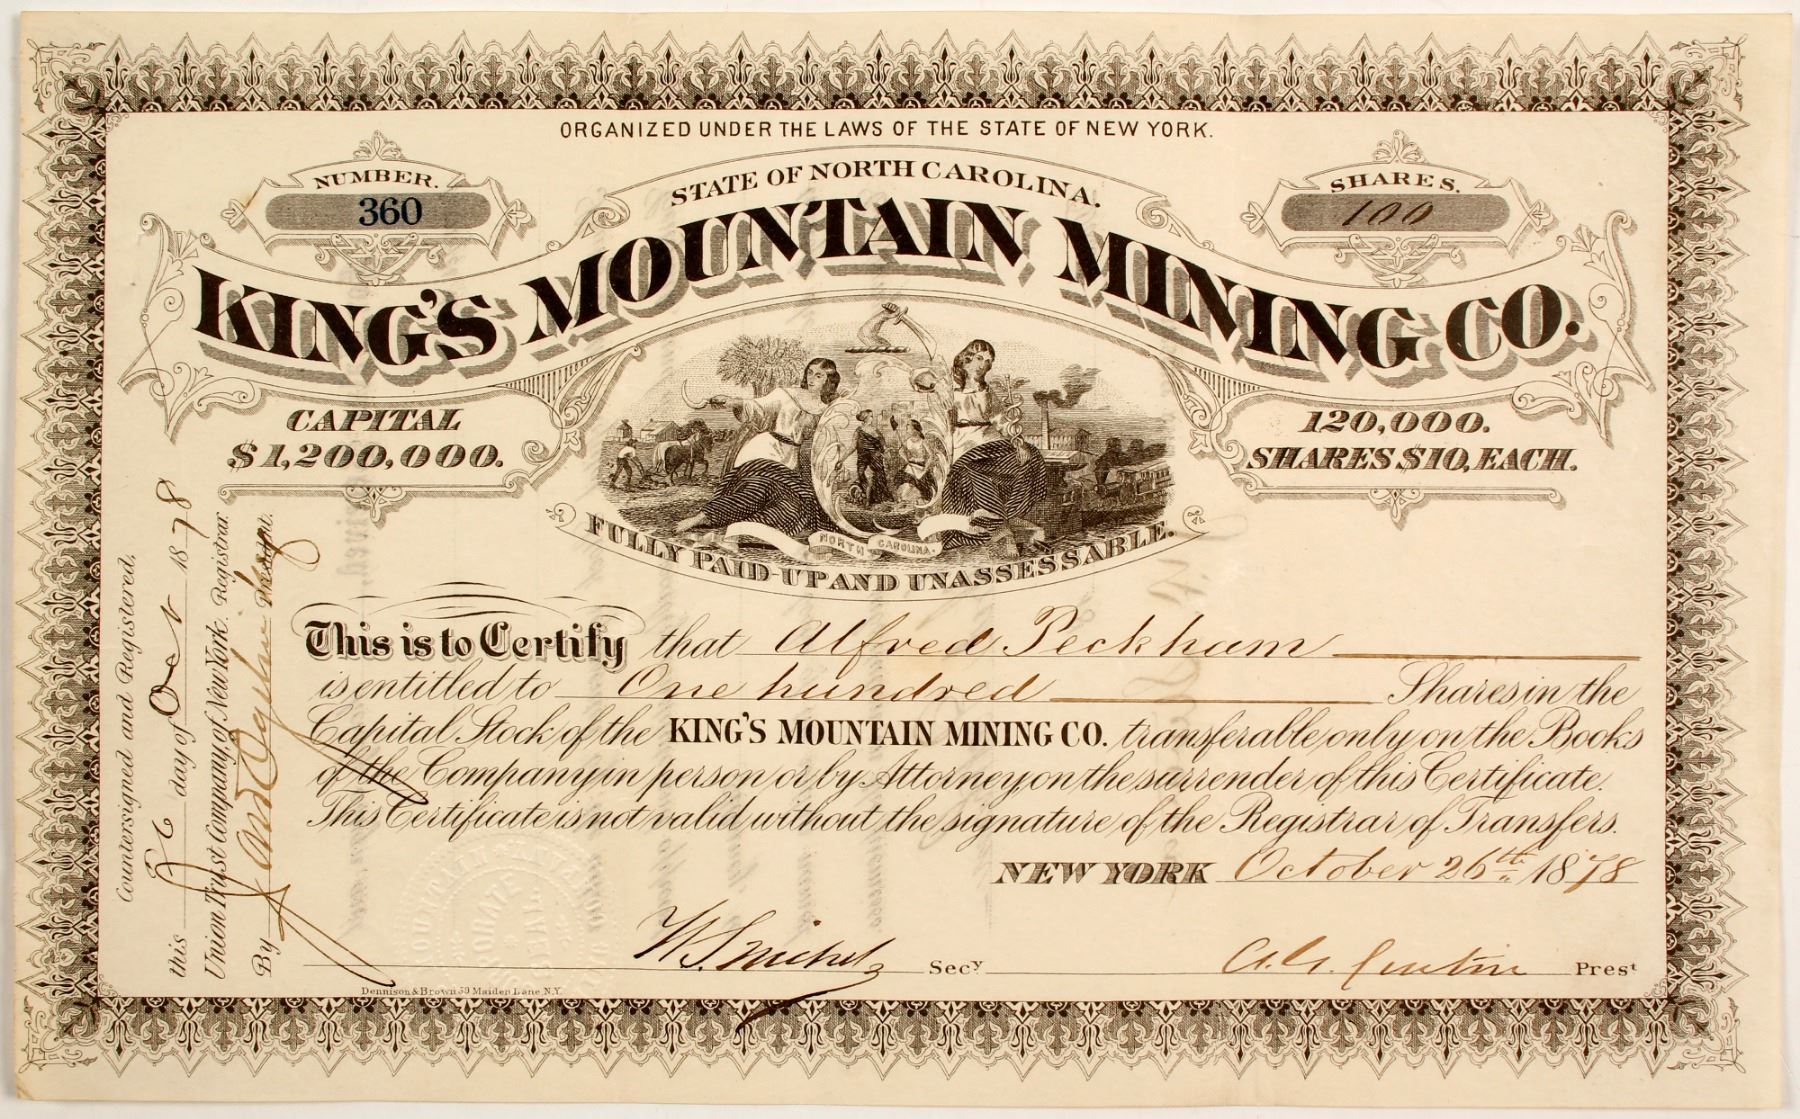 ORGANIZED UNDER THE LAWS OF THE STATE OF NEW YORK.
NUMBER.
360
STATE OF NORTH CAROLINA.
SHARES.
100
KING'S MOUNTAIN MINING CO.
CAPITAL
$1,200,000.
120,000.
SHARES $10, EACH.
NORTH CAROLINA.
FULLY PAID-UP AND UNASSESSABLE.
This is to Certify that Alfred Peckham
is entitled to One hundred Shares in the
Capital Stock of the KING'S MOUNTAIN MINING CO. transferable only on the Books
of the Company in person or by Attorney on the surrender of this Certificate.
This Certificate is not valid without the signature of the Registrar of Transfers.
NEW YORK October 26th 1878
Secy
Prest
Dennison & Brown 59 Maiden Lane N.Y.
Countersigned and Registered.
this 26 day of Oct 1878
Union Trust Company, of New York. Registrar
By